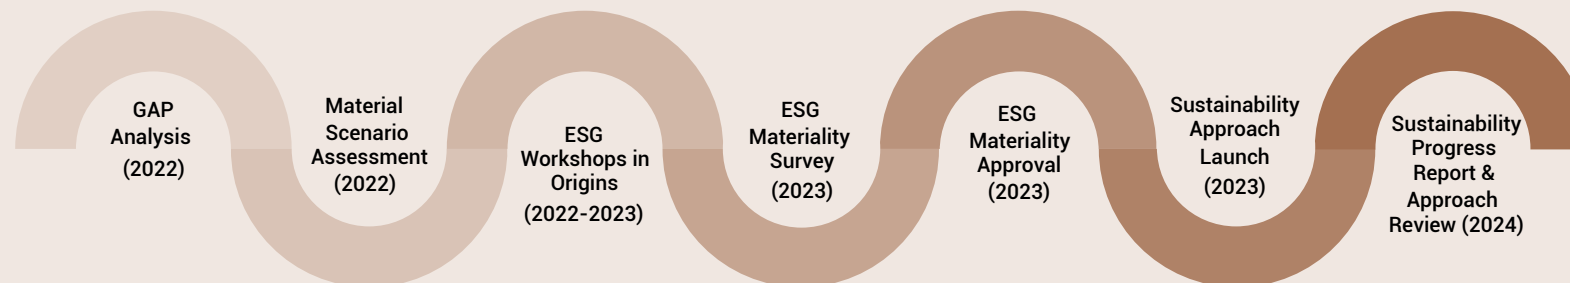 GAP
Analysis
(2022)
Material
Scenario
Assessment
(2022)
ESG
Workshops in
Origins
(2022-2023)
ESG
Materiality
Survey
(2023)
ESG
Materiality
Approval
(2023)
Sustainability
Approach
Launch
(2023)
Sustainability
Progress
Report &
Approach
Review (2024)